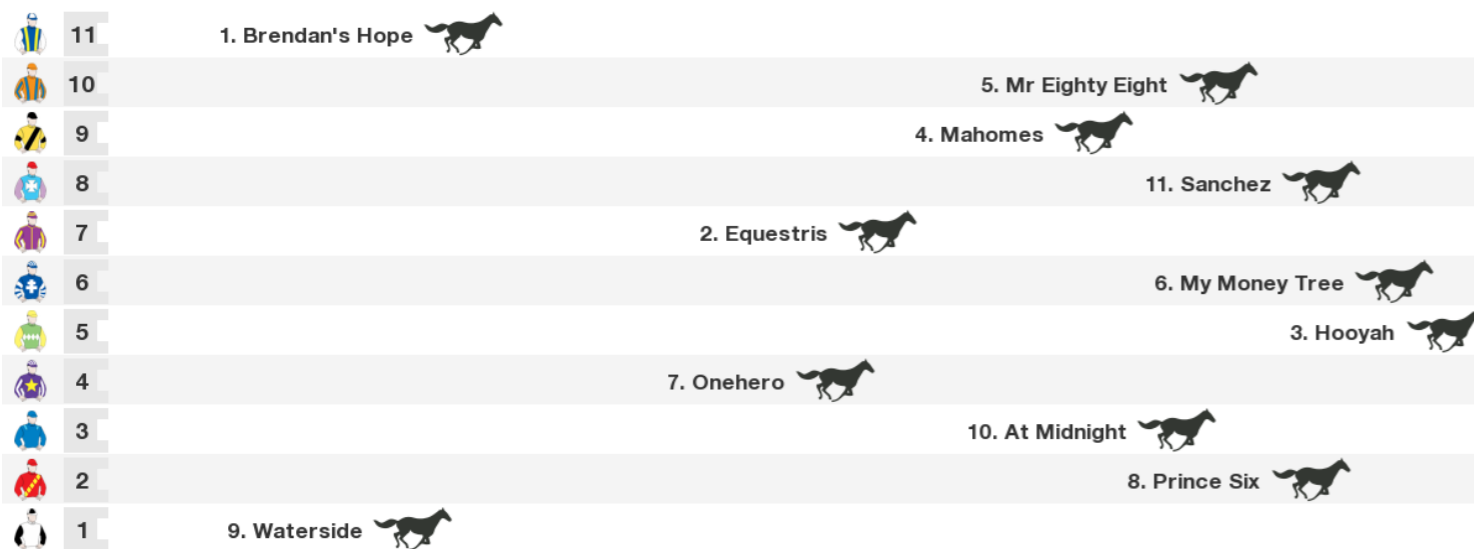 11 1. Brendan's Hope
10 5. Mr Eighty Eight
9 4. Mahomes
8 11. Sanchez
7 2. Equestris
6 6. My Money Tree
5 3. Hooyah
4 7. Onehero
3 10. At Midnight
2 8. Prince Six
1 9. Waterside